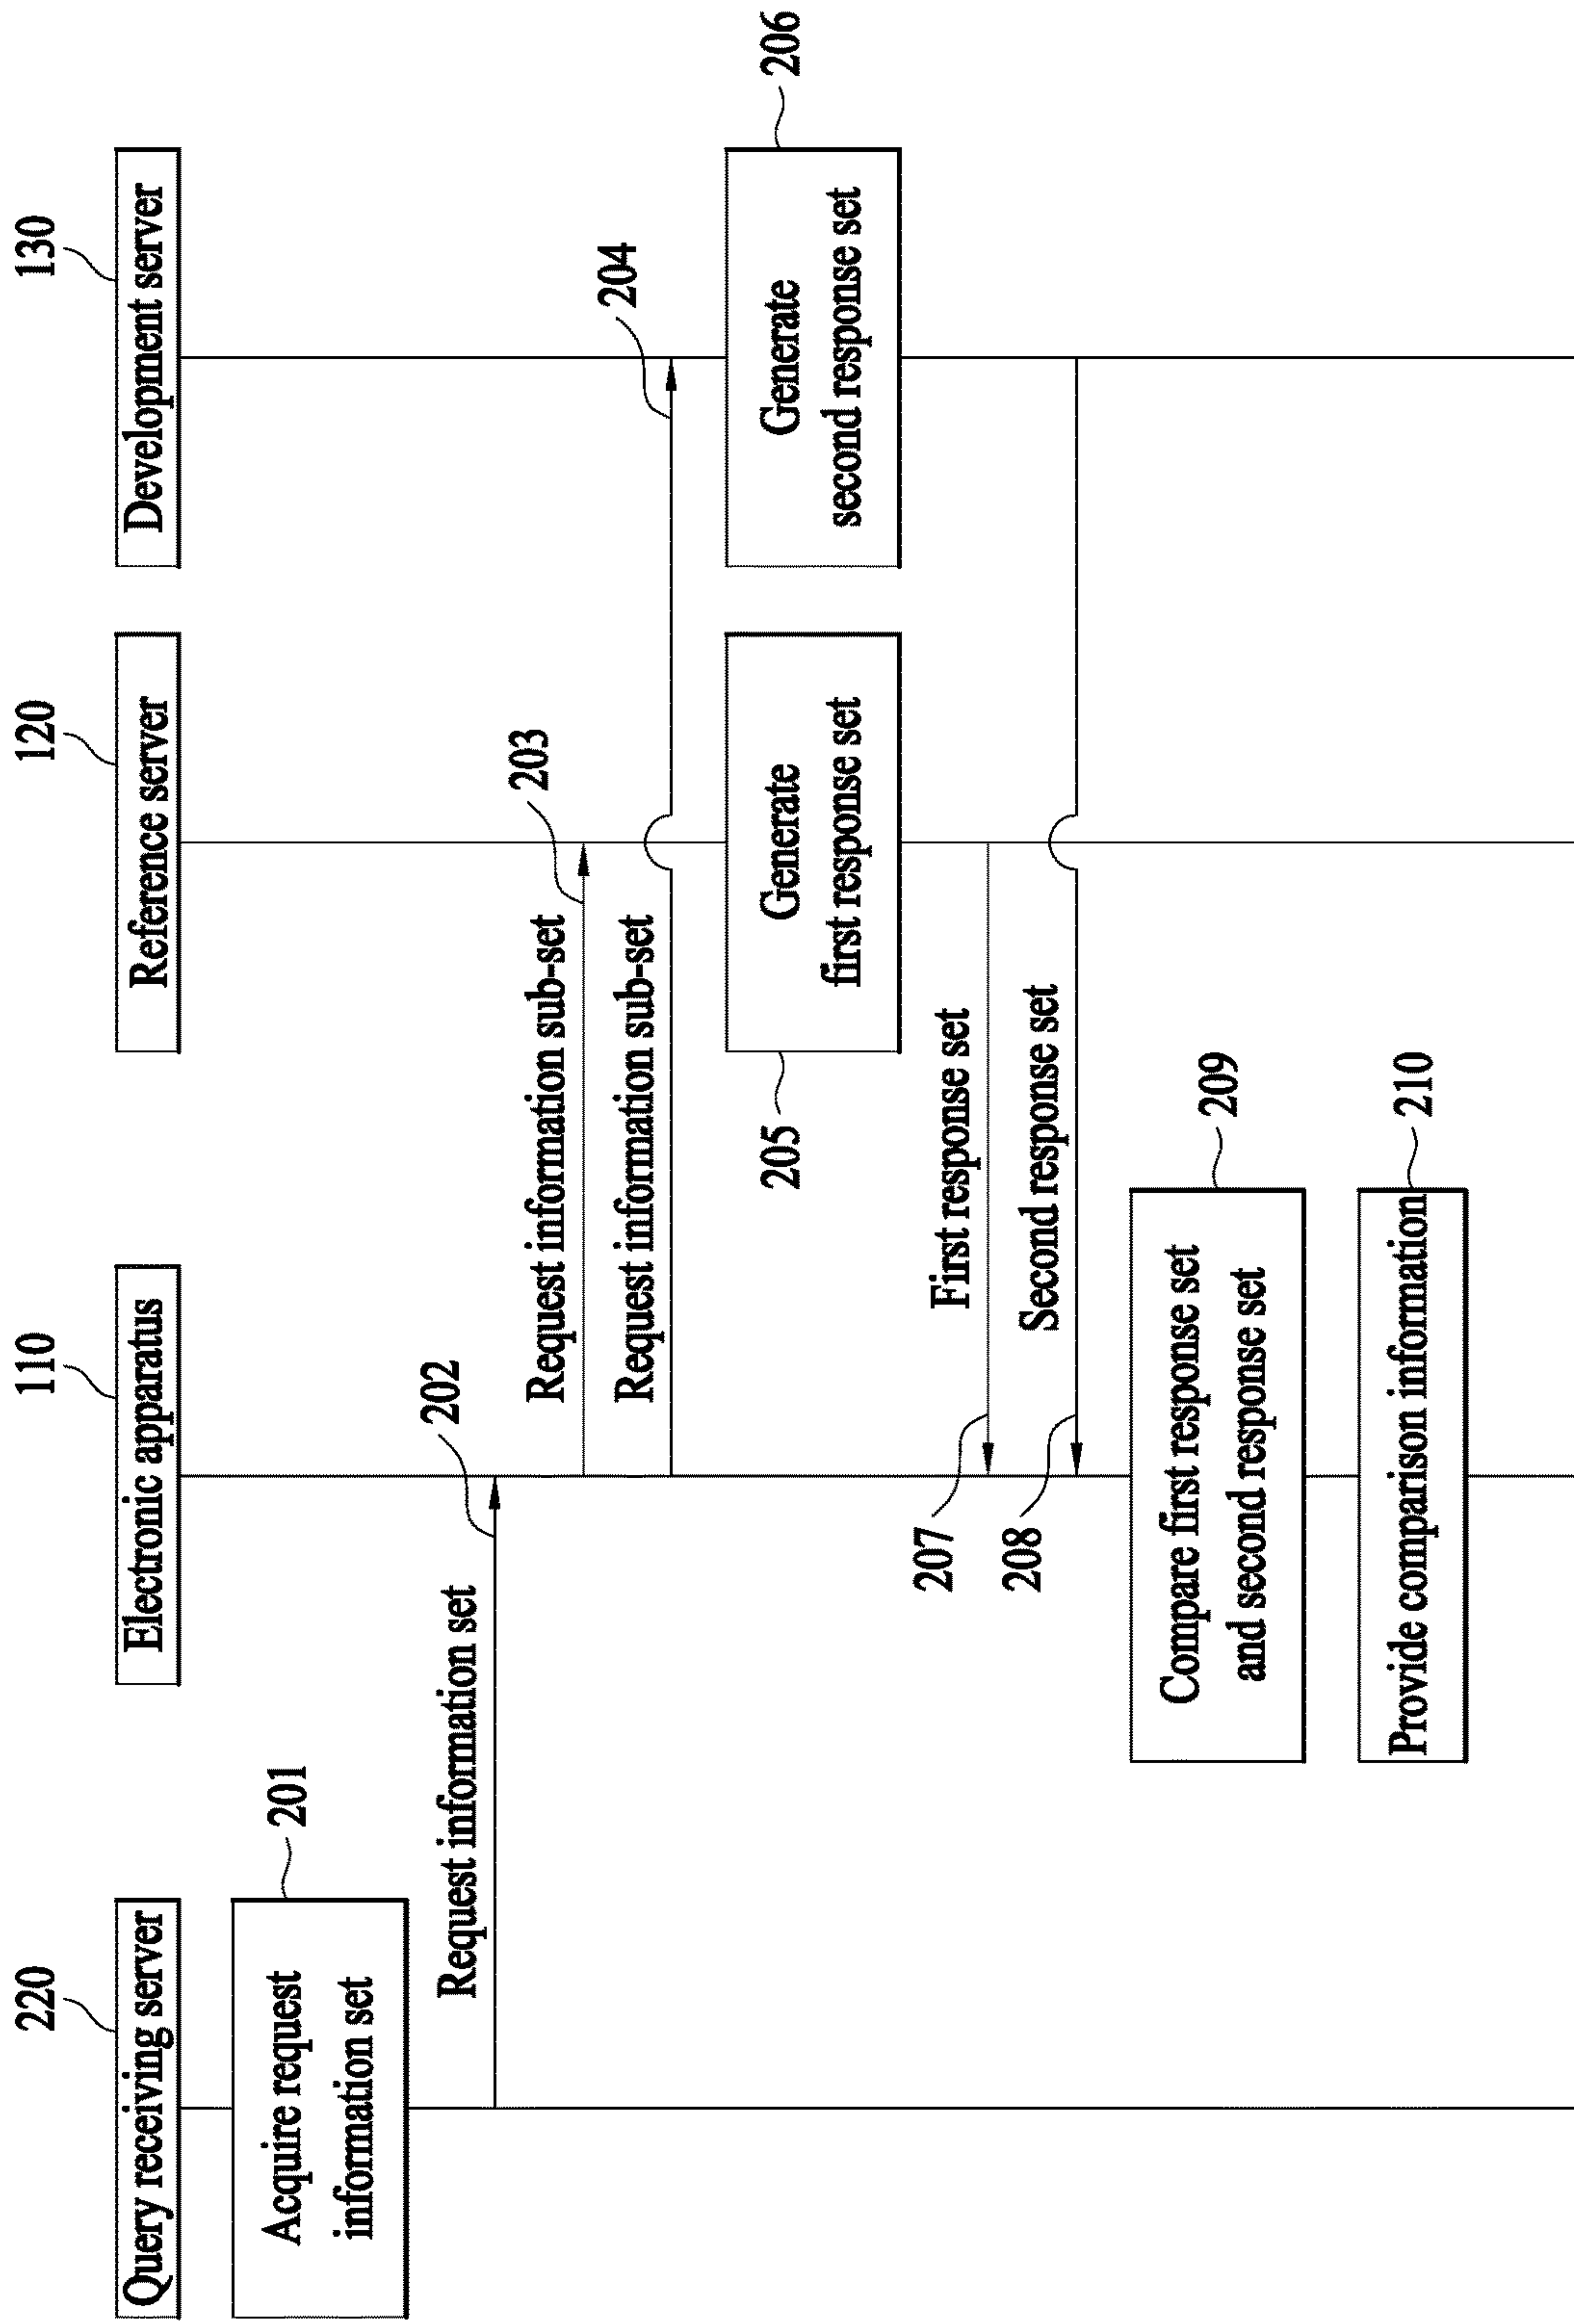 220
Query receiving server
110
Electronic apparatus
120
Reference server
130
Development server
Acquire request
information set
201
Request information set
202
Request information sub-set
203
Request information sub-set
204
Generate
first response set
205
Generate
second response set
206
First response set
207
Second response set
208
Compare first response set
and second response set
209
Provide comparison information
210